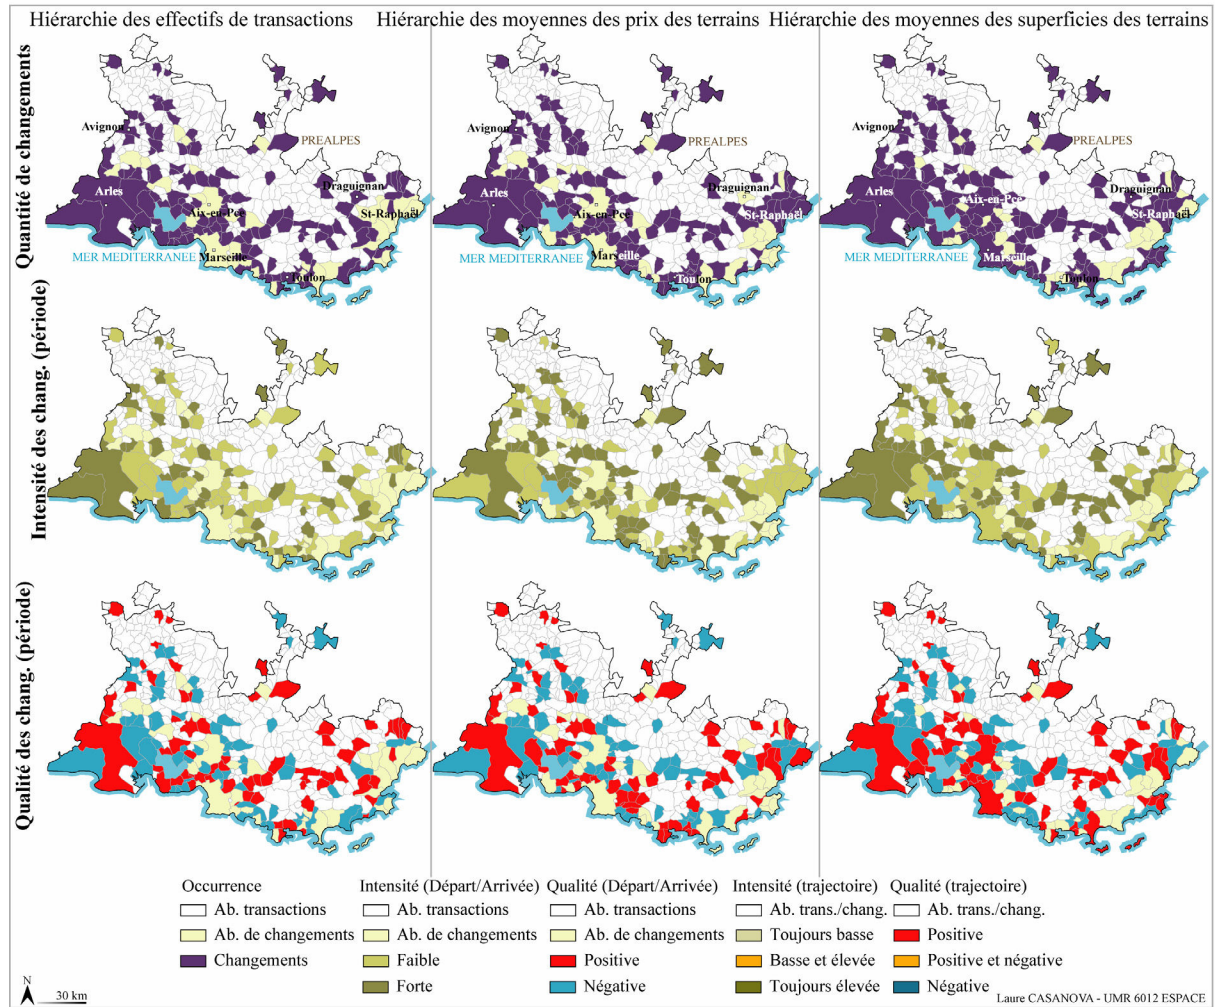 Hiérarchie des effectifs de transactions
Hiérarchie des moyennes des prix des terrains
Hiérarchie des moyennes des superficies des terrains
Quantité de changements
Avignon
PREALPES
Arles
Draguignan
Aix-en-Pce
St-Raphaël
MER MEDITERRANEE
Marseille
Toulon
Avignon
PREALPES
Arles
Draguignan
Aix-en-Pce
St-Raphaël
MER MEDITERRANEE
Marseille
Toulon
Avignon
PREALPES
Arles
Draguignan
Aix-en-Pce
St-Raphaël
MER MEDITERRANEE
Marseille
Toulon
Intensité des chang. (période)
Qualité des chang. (période)
Occurrence
Ab. transactions
Ab. de changements
Changements
Intensité (Départ/Arrivée)
Ab. transactions
Ab. de changements
Faible
Forte
Qualité (Départ/Arrivée)
Ab. transactions
Ab. de changements
Positive
Négative
Intensité (trajectoire)
Ab. trans./chang.
Toujours basse
Basse et élevée
Toujours élevée
Qualité (trajectoire)
Ab. trans./chang.
Positive
Positive et négative
Négative
N
30 km
Laure CASANOVA - UMR 6012 ESPACE